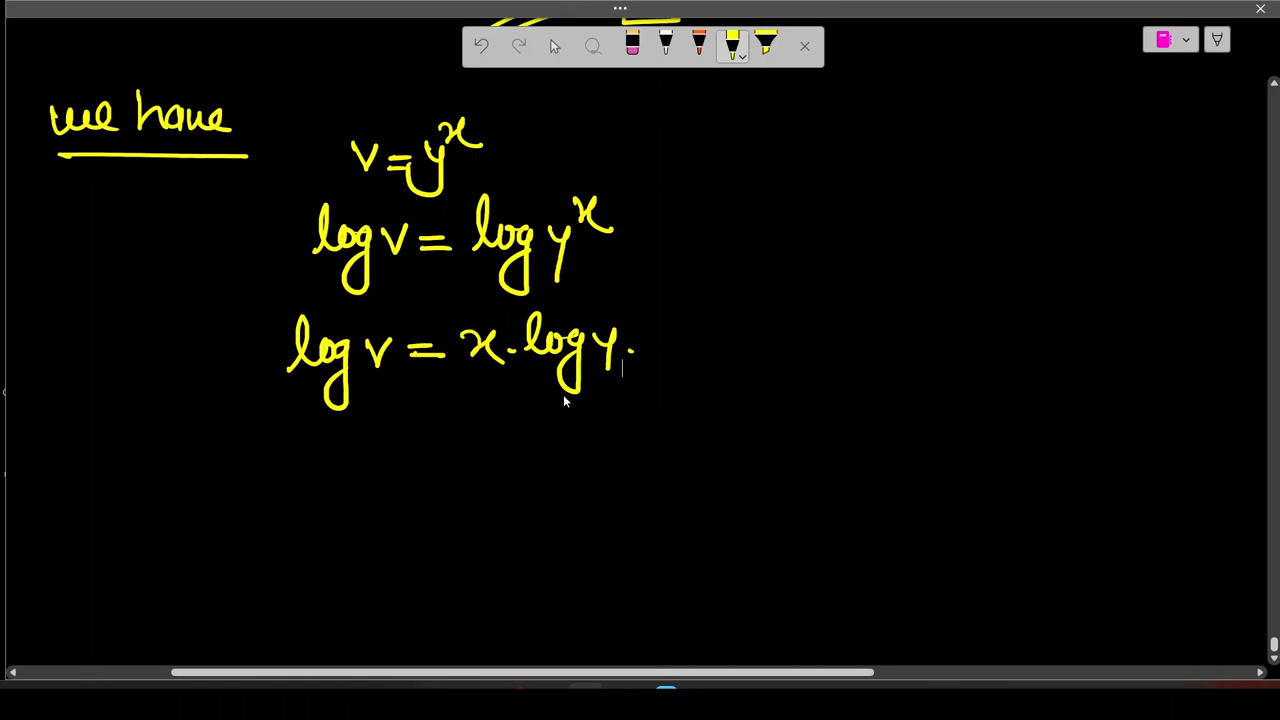 we have
v = y^x
log v = log y^x
log v = x . log y .